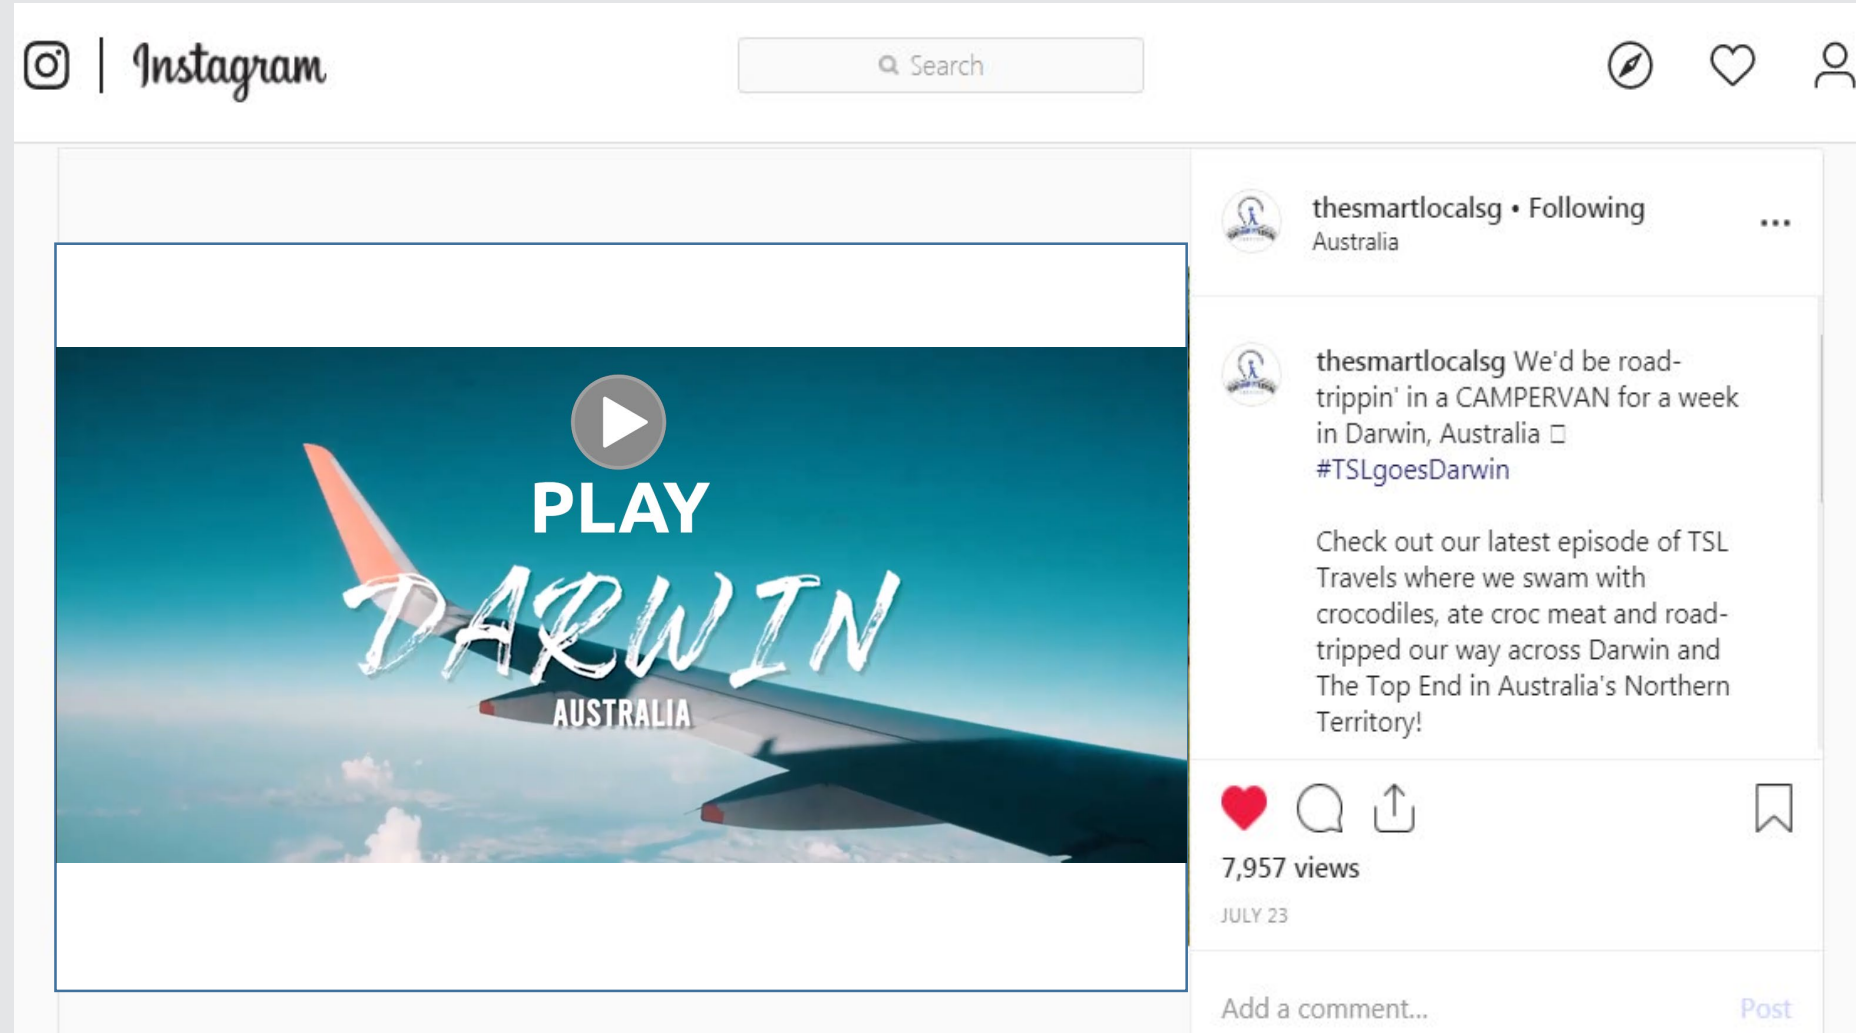 Instagram
Search
thesmartlocalsg • Following
Australia
PLAY
DARWIN
AUSTRALIA
thesmartlocalsg We'd be road-
trippin' in a CAMPERVAN for a week
in Darwin, Australia □
#TSLgoesDarwin
Check out our latest episode of TSL
Travels where we swam with
crocodiles, ate croc meat and road-
tripped our way across Darwin and
The Top End in Australia's Northern
Territory!
7,957 views
JULY 23
Add a comment... Post